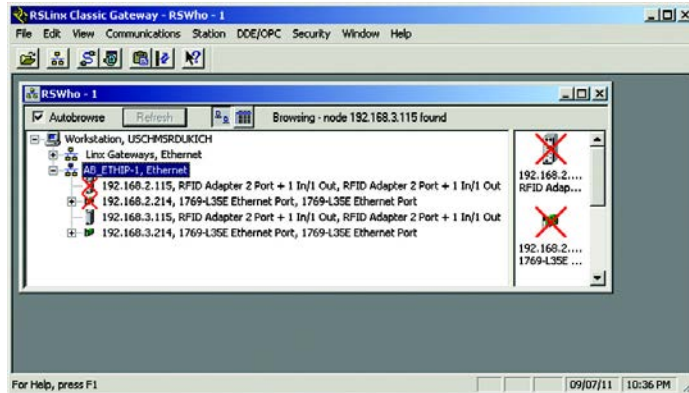 RSLinx Classic Gateway - RSWho - 1
File Edit View Communications Station DDE/OPC Security Window Help
RSWho - 1
Autobrowse Refresh Browsing - node 192.168.3.115 found
Workstation, USCHMSRDUKICH
Linx Gateways, Ethernet
AB_ETHIP-1, Ethernet
192.168.2.115, RFID Adapter 2 Port + 1 In/1 Out, RFID Adapter 2 Port + 1 In/1 Out
192.168.2.214, 1769-L35E Ethernet Port, 1769-L35E Ethernet Port
192.168.3.115, RFID Adapter 2 Port + 1 In/1 Out, RFID Adapter 2 Port + 1 In/1 Out
192.168.3.214, 1769-L35E Ethernet Port, 1769-L35E Ethernet Port
192.168.2....
RFID Adap...
192.168.2....
1769-L35E ...
For Help, press F1
09/07/11 10:36 PM